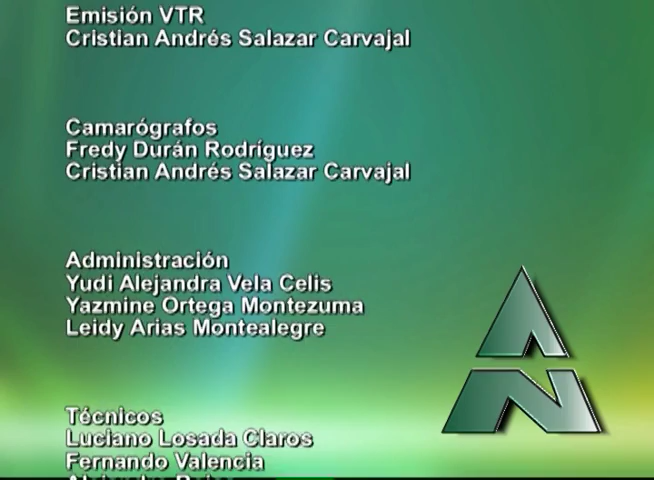 Emisión VTR
Cristian Andrés Salazar Carvajal
Camarógrafos
Fredy Durán Rodríguez
Cristian Andrés Salazar Carvajal
Administración
Yudi Alejandra Vela Celis
Yazmine Ortega Montezuma
Leidy Arias Montealegre
Técnicos
Luciano Losada Claros
Fernando Valencia
AN